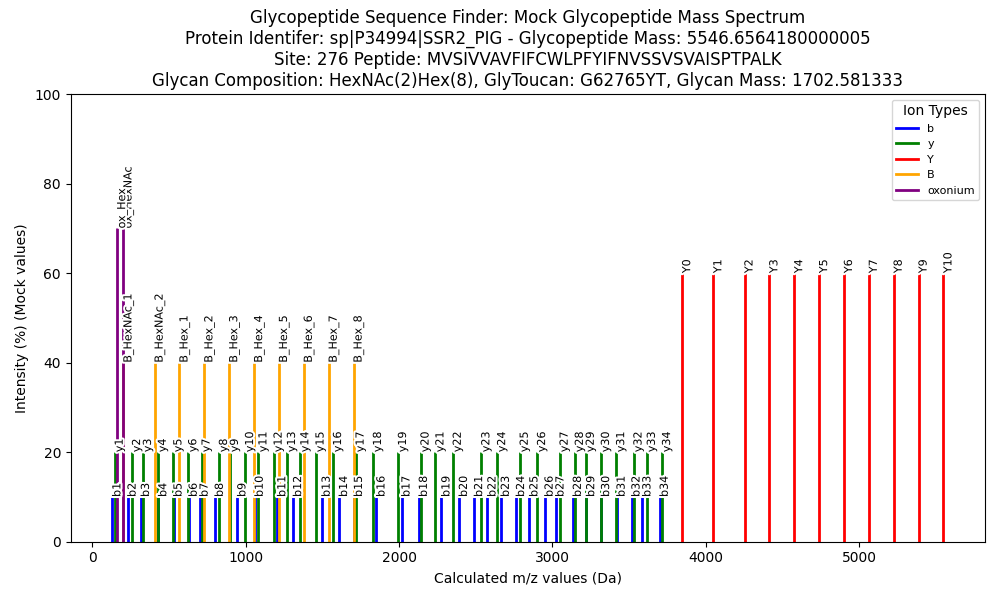 Glycopeptide Sequence Finder: Mock Glycopeptide Mass Spectrum
Protein Identifer: sp|P34994|SSR2_PIG - Glycopeptide Mass: 5546.6564180000005
Site: 276 Peptide: MVSIVVAVFIFCWLPFYIFNVSSVSVAISPTPALK
Glycan Composition: HexNAc(2)Hex(8), GlyToucan: G62765YT, Glycan Mass: 1702.581333
Intensity (%) (Mock values)
100
80
60
40
20
0
Ion Types
b
y
Y
B
oxonium
ox_Hex
ox_HexNAc
B_HexNAc_1
B_HexNAc_2
B_Hex_1
B_Hex_2
B_Hex_3
B_Hex_4
B_Hex_5
B_Hex_6
B_Hex_7
B_Hex_8
Y0
Y1
Y2
Y3
Y4
Y5
Y6
Y7
Y8
Y9
Y10
y1
y2
y3
y4
y5
y6
y7
y8
y9
y10
y11
y12
y13
y14
y15
y16
y17
y18
y19
y20
y21
y22
y23
y24
y25
y26
y27
y28
y29
y30
y31
y32
y33
y34
b1
b2
b3
b4
b5
b6
b7
b8
b9
b10
b11
b12
b13
b14
b15
b16
b17
b18
b19
b20
b21
b22
b23
b24
b25
b26
b27
b28
b29
b30
b31
b32
b33
b34
0
1000
2000
3000
4000
5000
Calculated m/z values (Da)